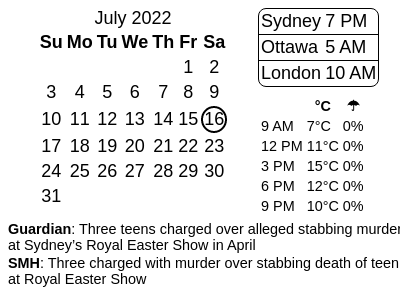 July 2022
Su Mo Tu We Th Fr Sa
1 2
3 4 5 6 7 8 9
10 11 12 13 14 15 16
17 18 19 20 21 22 23
24 25 26 27 28 29 30
31
Sydney 7 PM
Ottawa 5 AM
London 10 AM
°C ☂
9 AM 7°C 0%
12 PM 11°C 0%
3 PM 15°C 0%
6 PM 12°C 0%
9 PM 10°C 0%
Guardian: Three teens charged over alleged stabbing murder
at Sydney’s Royal Easter Show in April
SMH: Three charged with murder over stabbing death of teen
at Royal Easter Show